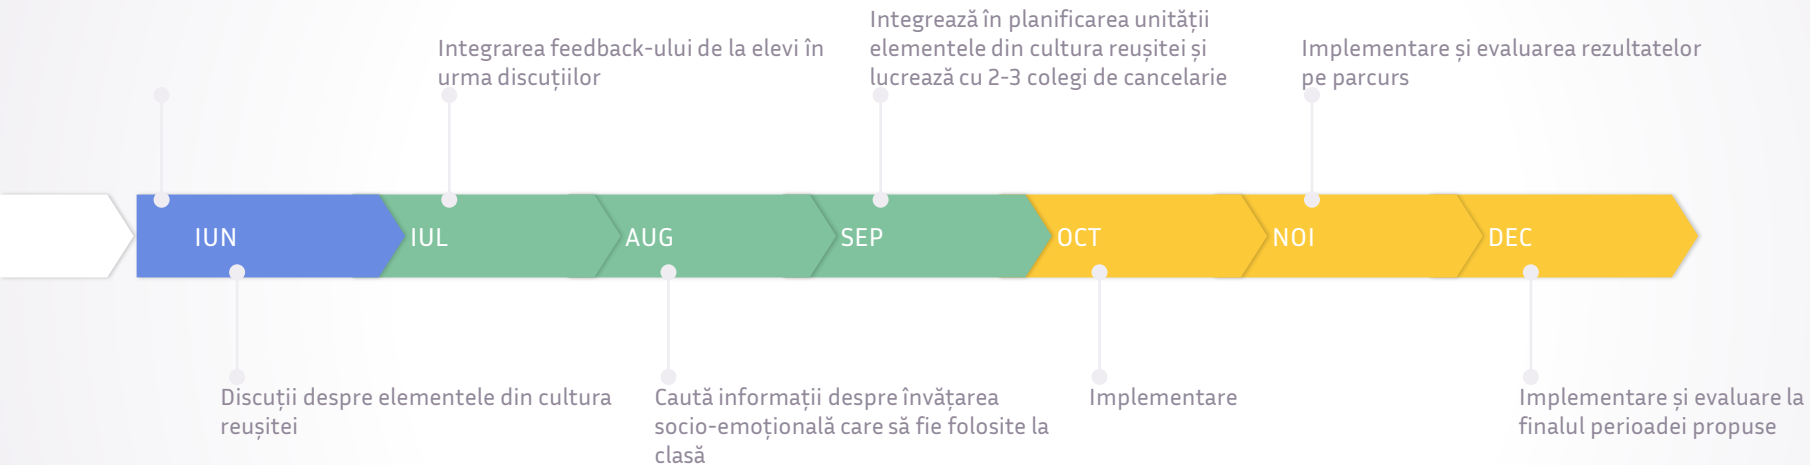 Integrarea feedback-ului de la elevi în
urma discuțiilor
Integrează în planificarea unității
elementele din cultura reușitei și
lucrează cu 2-3 colegi de cancelarie
Implementare și evaluarea rezultatelor
pe parcurs
IUN
IUL
AUG
SEP
OCT
NOI
DEC
Discuții despre elementele din cultura
reușitei
Caută informații despre învățarea
socio-emoțională care să fie folosite la
clasă
Implementare
Implementare și evaluare la
finalul perioadei propuse